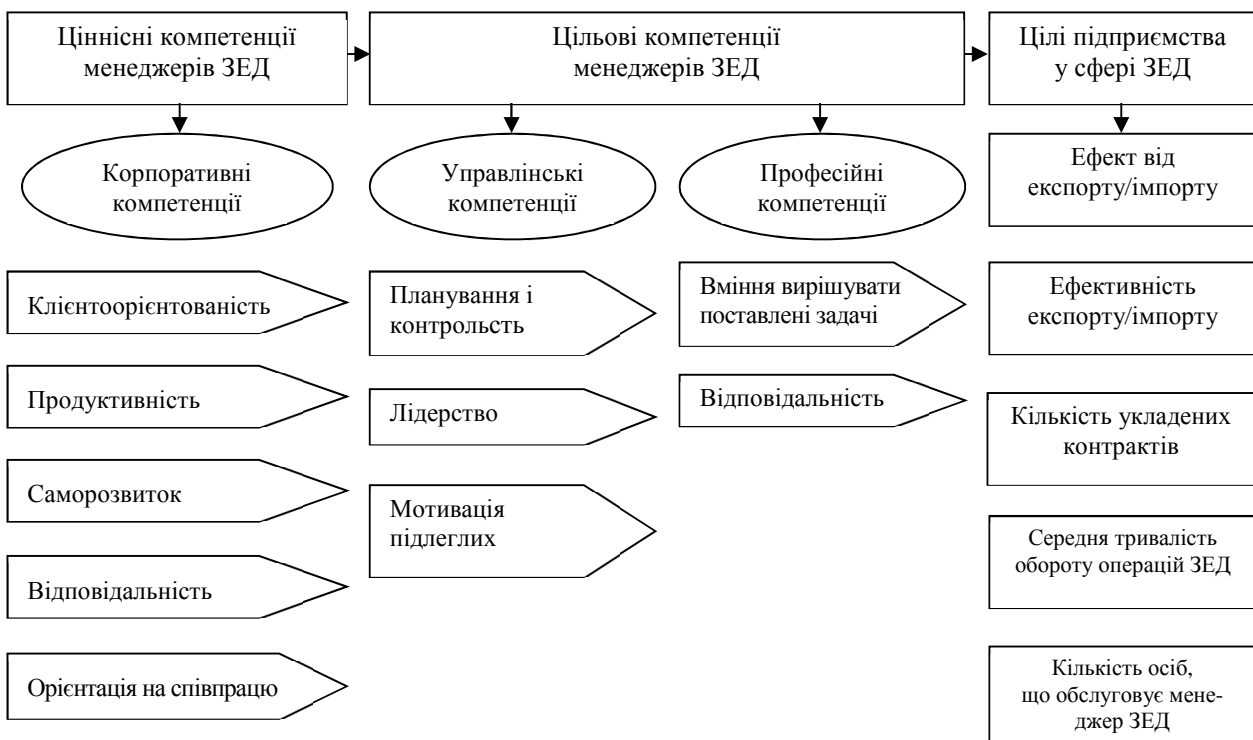 Ціннісні компетенції
менеджерів ЗЕД
Цільові компетенції
менеджерів ЗЕД
Цілі підприємства
у сфері ЗЕД
Корпоративні
компетенції
Управлінські
компетенції
Професійні
компетенції
Ефект від
експорту/імпорту
Клієнтоорієнтованість
Продуктивність
Саморозвиток
Відповідальність
Орієнтація на співпрацю
Планування і
контрольсть
Лідерство
Мотивація
підлеглих
Вміння вирішувати
поставлені задачі
Відповідальність
Ефективність
експорту/імпорту
Кількість укладених
контрактів
Середня тривалість
обороту операцій ЗЕД
Кількість осіб,
що обслуговує мене-
джер ЗЕД